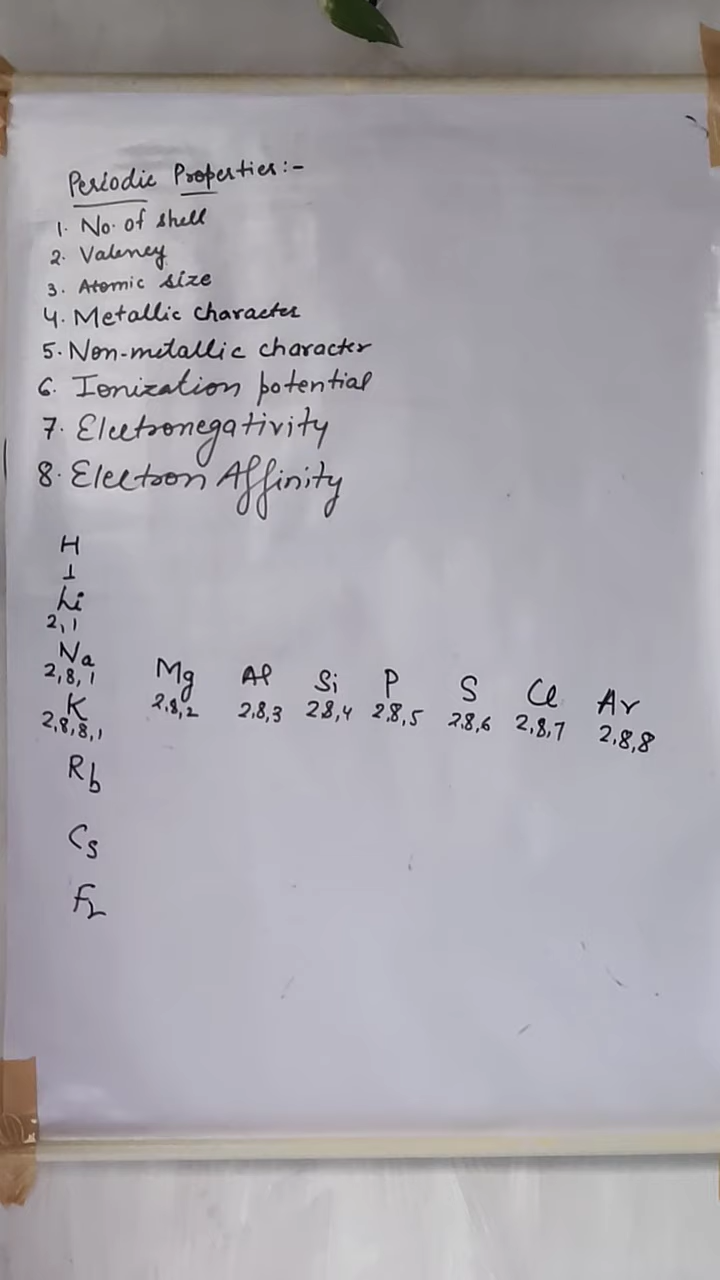 Periodic Properties:-
1. No. of shell
2. Valency
3. Atomic size
4. Metallic character
5. Non-metallic character
6. Ionization potential
7. Electronegativity
8. Electron Affinity
H
1
Li
2,1
Na Mg Al Si P S Cl Ar
2,8,1 2,8,2 2,8,3 2 8,4 2,8,5 2,8,6 2,8,7 2,8,8
K
2,8,8,1
Rb
Cs
Fr